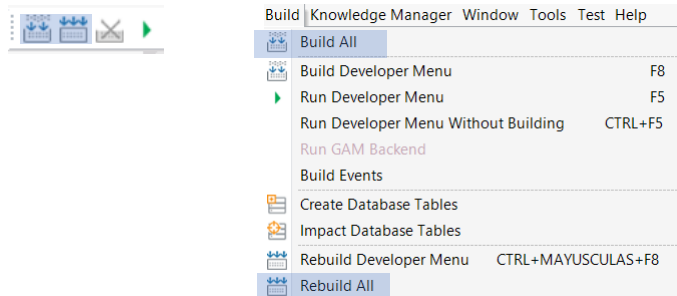 Build Knowledge Manager Window Tools Test Help
Build All
Build Developer Menu F8
Run Developer Menu F5
Run Developer Menu Without Building CTRL+F5
Run GAM Backend
Build Events
Create Database Tables
Impact Database Tables
Rebuild Developer Menu CTRL+MAYUSCULAS+F8
Rebuild All